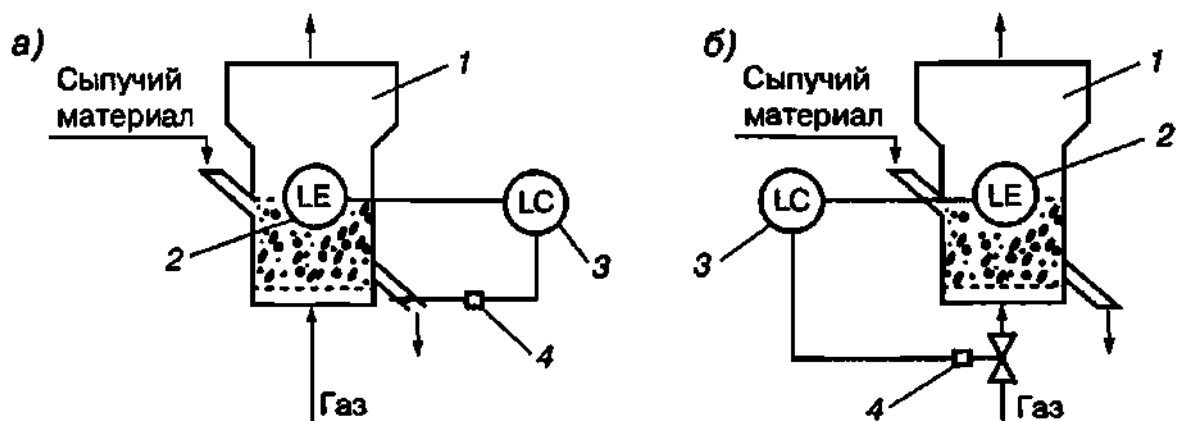 а)
Сыпучий
материал
1
LE
LC
2
3
4
Газ
б)
Сыпучий
материал
1
2
LC
LE
3
4
Газ